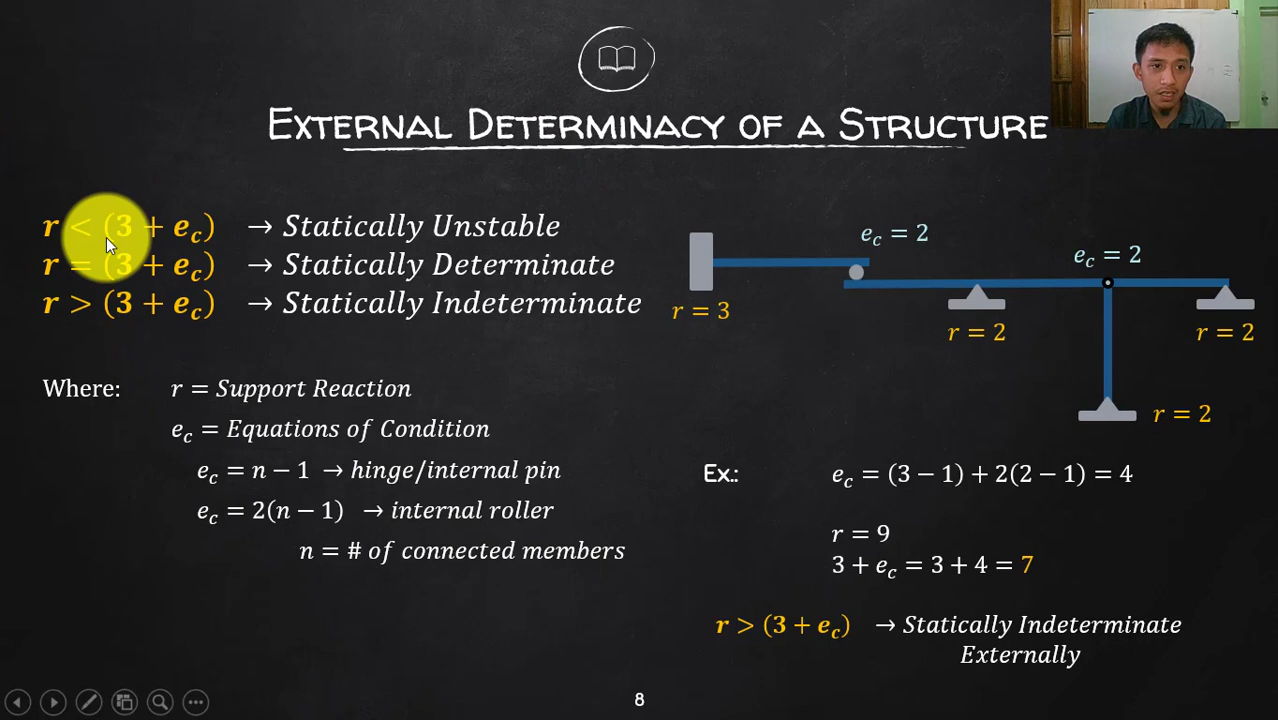 EXTERNAL DETERMINACY OF A STRUCTURE
r < (3 + e_c) → Statically Unstable
r = (3 + e_c) → Statically Determinate
r > (3 + e_c) → Statically Indeterminate
Where: r = Support Reaction
e_c = Equations of Condition
e_c = n − 1 → hinge/internal pin
e_c = 2(n − 1) → internal roller
n = # of connected members
e_c = 2
e_c = 2
r = 3
r = 2
r = 2
r = 2
Ex.: e_c = (3 − 1) + 2(2 − 1) = 4
r = 9
3 + e_c = 3 + 4 = 7
r > (3 + e_c) → Statically Indeterminate
Externally
8